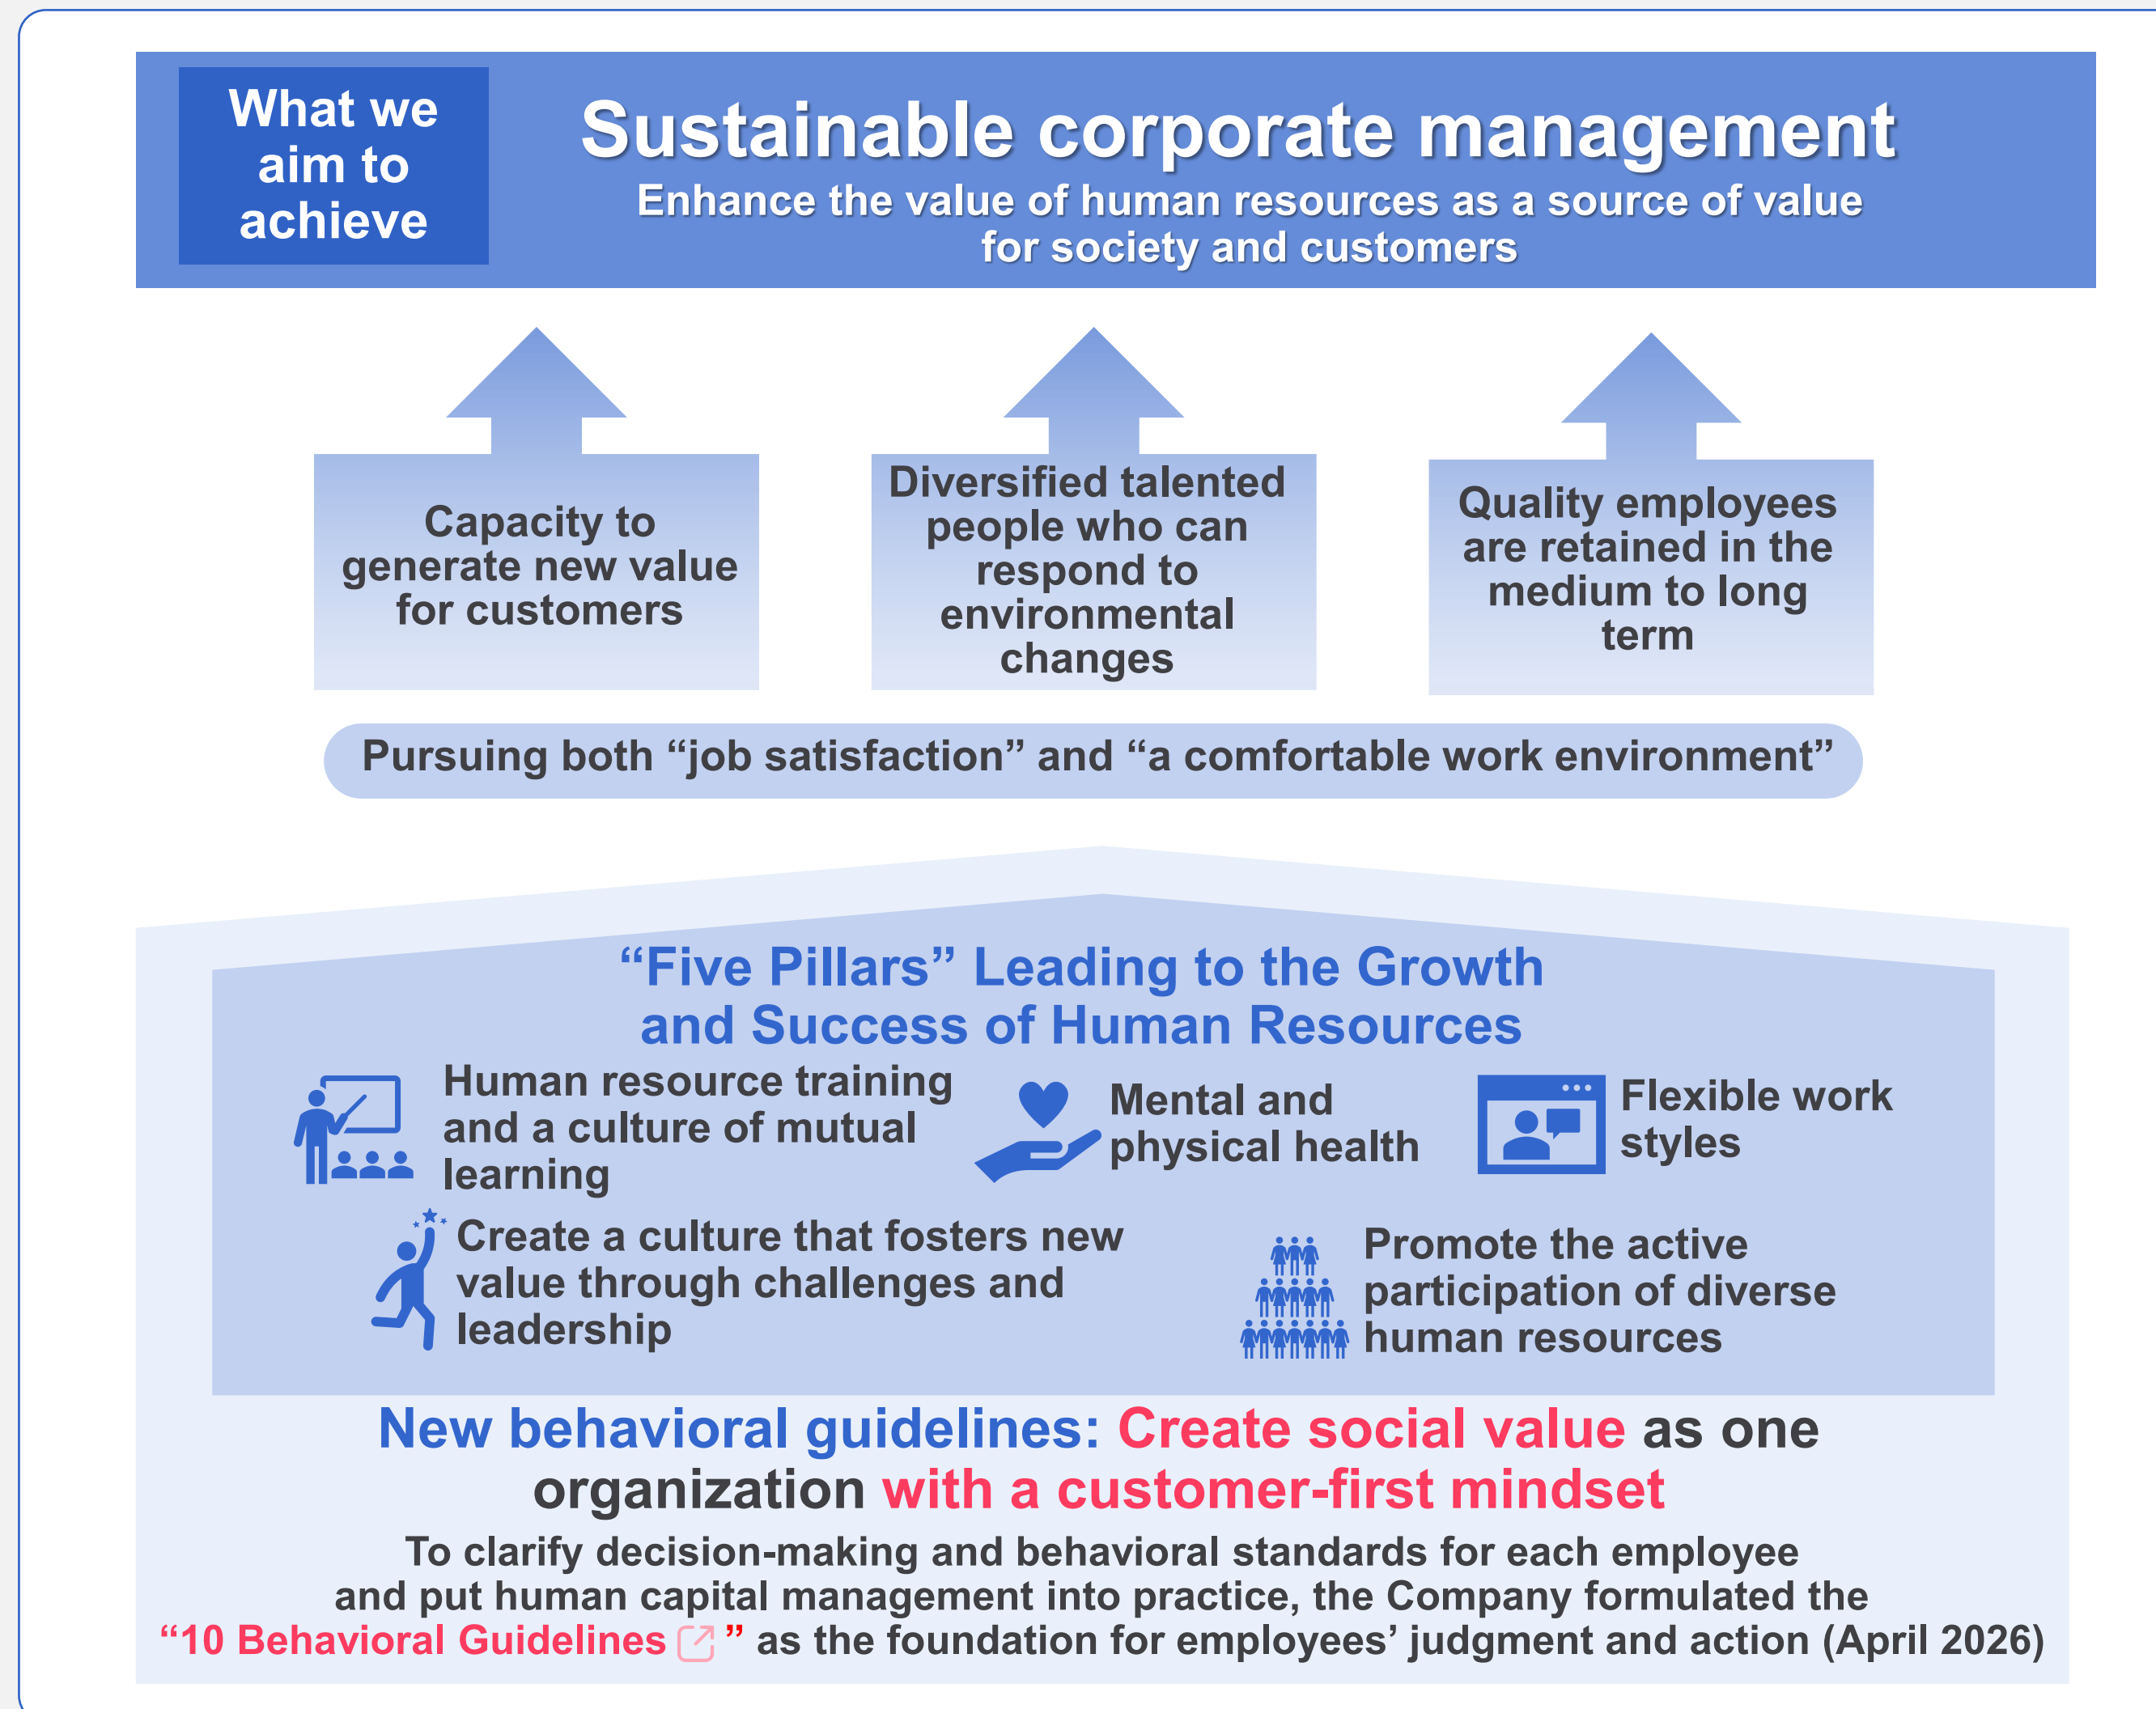 What we
aim to
achieve
Sustainable corporate management
Enhance the value of human resources as a source of value
for society and customers
Capacity to
generate new value
for customers
Diversified talented
people who can
respond to
environmental
changes
Quality employees
are retained in the
medium to long
term
Pursuing both “job satisfaction” and “a comfortable work environment”
“Five Pillars” Leading to the Growth
and Success of Human Resources
Human resource training
and a culture of mutual
learning
Mental and
physical health
Flexible work
styles
Create a culture that fosters new
value through challenges and
leadership
Promote the active
participation of diverse
human resources
New behavioral guidelines: Create social value as one
organization with a customer-first mindset
To clarify decision-making and behavioral standards for each employee
and put human capital management into practice, the Company formulated the
“10 Behavioral Guidelines ” as the foundation for employees’ judgment and action (April 2026)